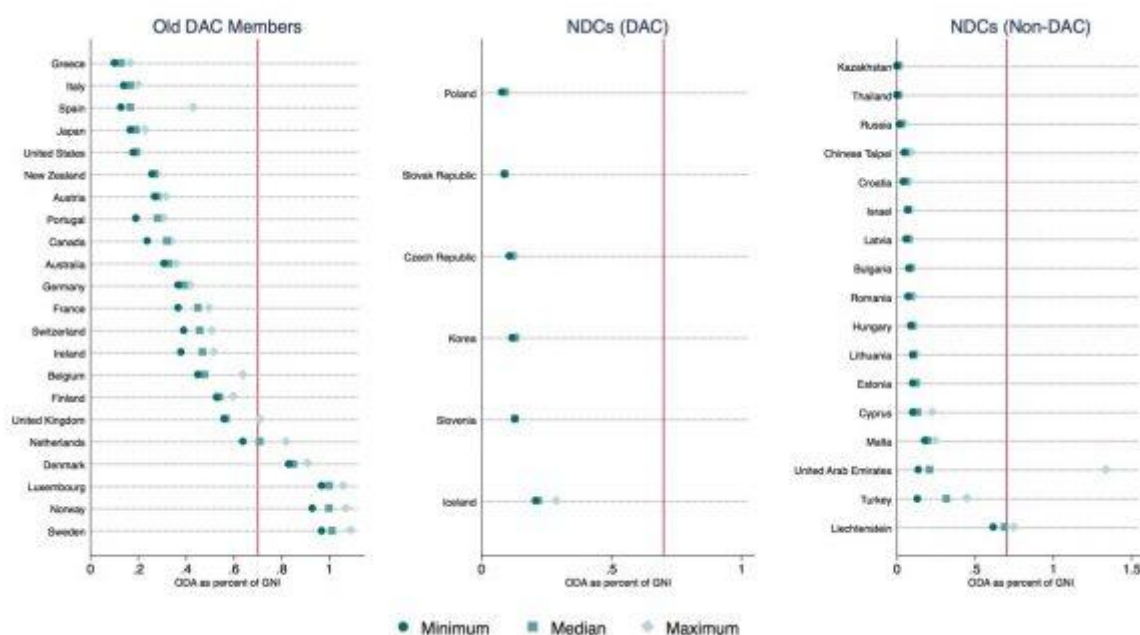 Old DAC Members
Greece
Italy
Spain
Japan
United States
New Zealand
Austria
Portugal
Canada
Australia
Germany
France
Switzerland
Ireland
Belgium
Finland
United Kingdom
Netherlands
Denmark
Luxembourg
Norway
Sweden
0 .2 .4 .6 .8 1
ODA as percent of GNI
NDCs (DAC)
Poland
Slovak Republic
Czech Republic
Korea
Slovenia
Iceland
0 .5 1
ODA as percent of GNI
NDCs (Non-DAC)
Kazakhstan
Thailand
Russia
Chinese Taipei
Croatia
Israel
Latvia
Bulgaria
Romania
Hungary
Lithuania
Estonia
Cyprus
Malta
United Arab Emirates
Turkey
Liechtenstein
0 .5 1 1.5
ODA as percent of GNI
Minimum Median Maximum